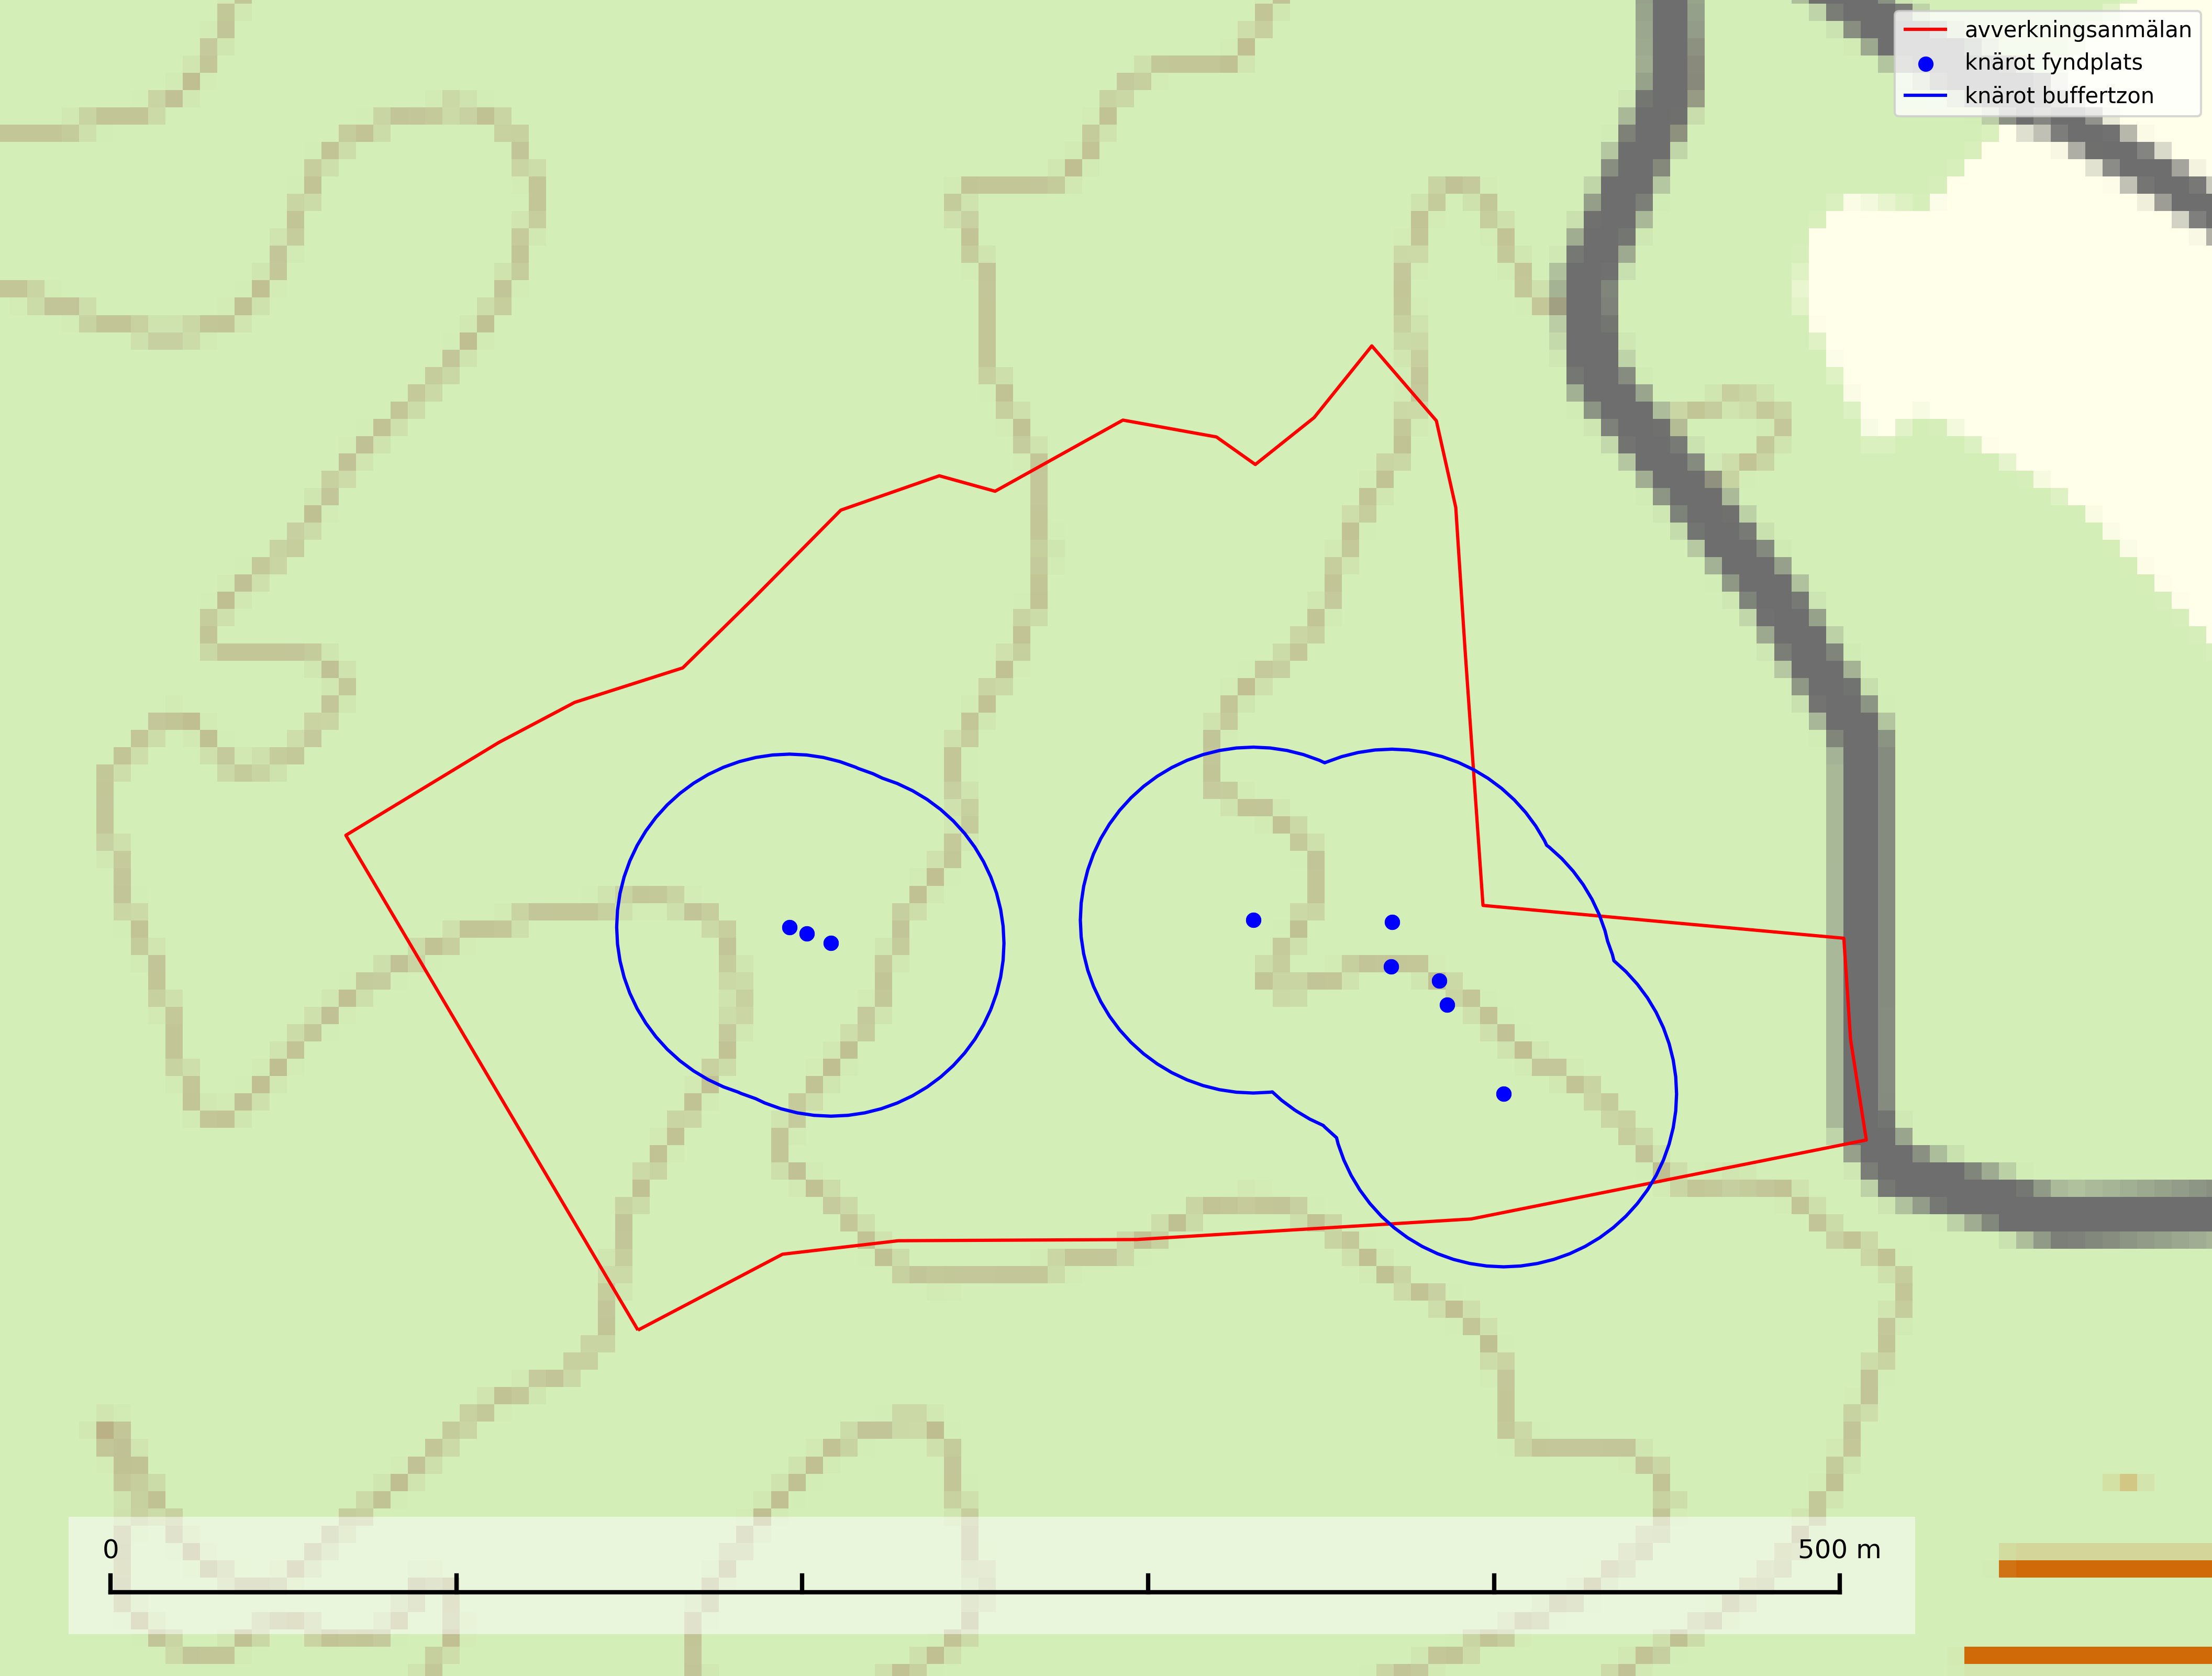 avverkningsanmälan
knärot fyndplats
knärot buffertzon
0
500 m